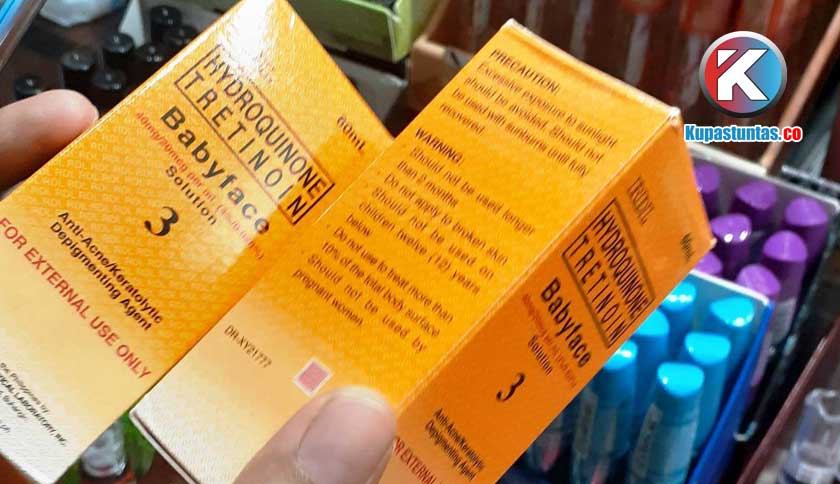 HYDROQUINONE
TRETINOIN
60mL
Babyface
Solution
3
Anti-Acne/Keratolytic
Depigmenting Agent
FOR EXTERNAL USE ONLY
PRECAUTION:
Excessive exposure to sunlight
should be avoided. Should not
be used with sunburns until fully
recovered.
WARNING:
- Should not be used longer
than 2 months
- Do not apply to broken skin
- Should not be used on
children twelve (12) years
below
- Do not use to treat more than
10% of the total body surface
- Should not be used by
pregnant women.
DR-XY21777
HYDROQUINONE
TRETINOIN
60mL
Babyface
Solution
3
Anti-Acne/Keratolytic
Depigmenting Agent
FOR EXTERNAL
K
Kupastuntas.co